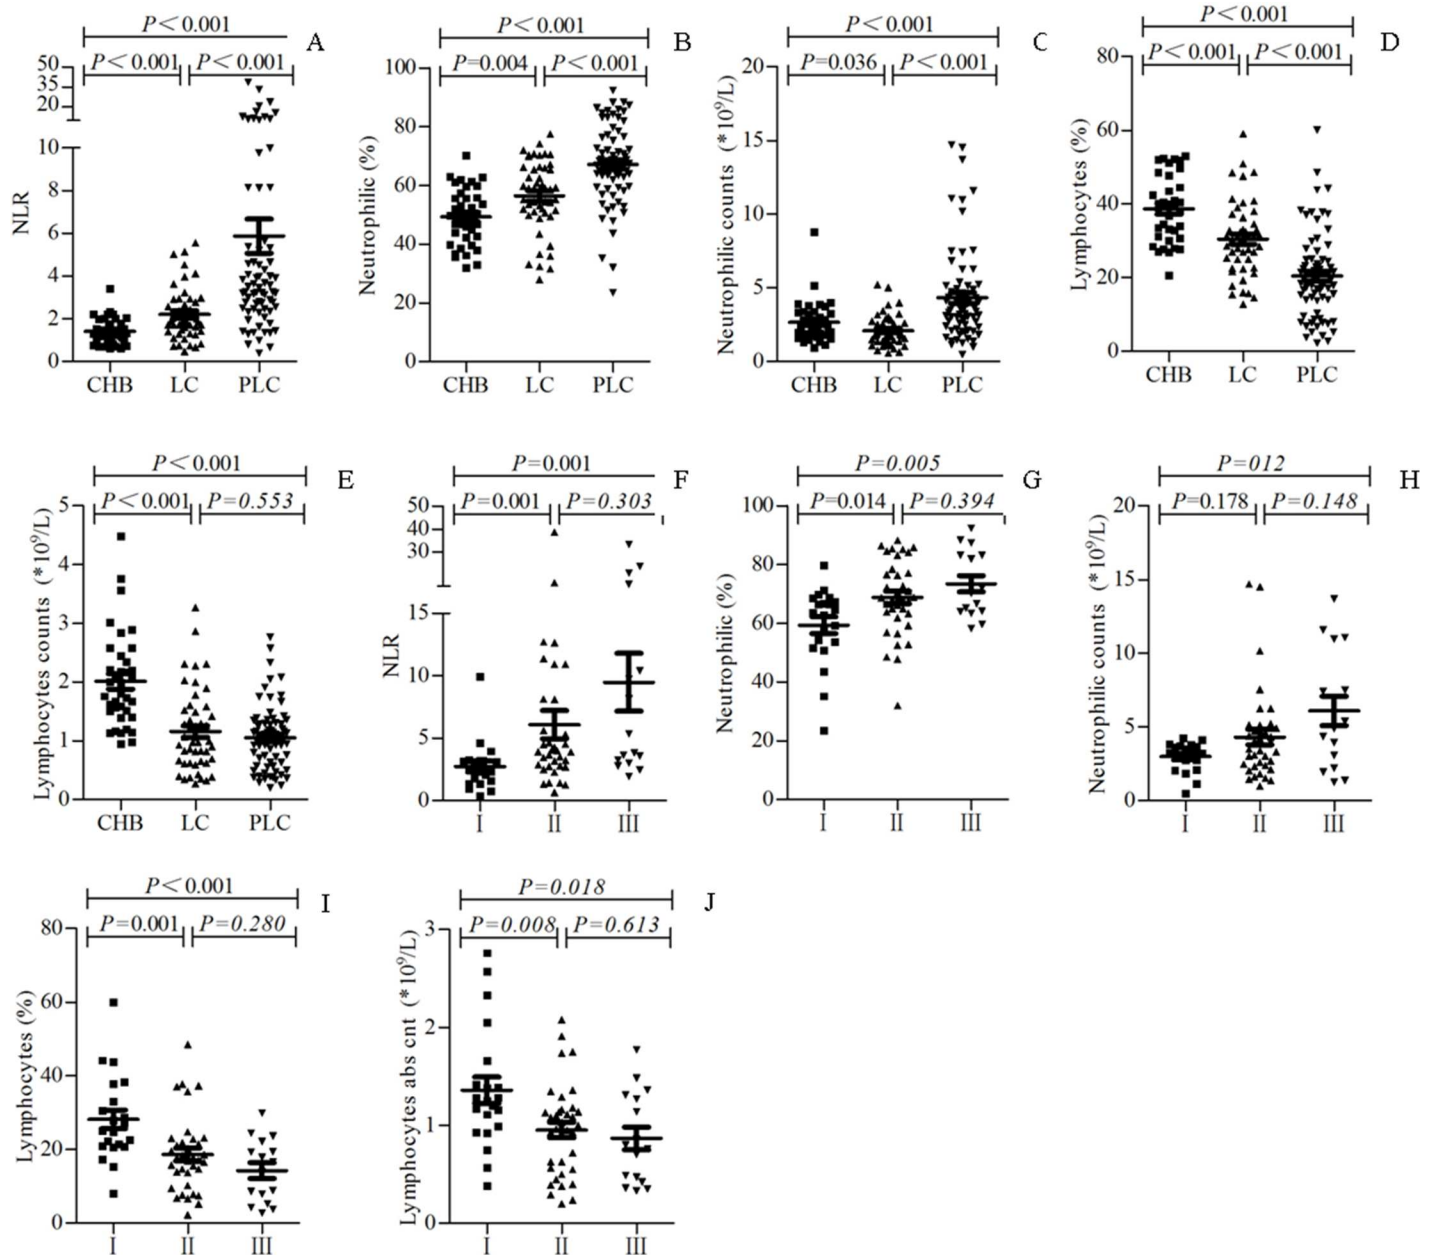 P＜0.001
P＜0.001 P＜0.001
A
50
35
20
10
8
6
4
2
0
NLR
CHB LC PLC
P＜0.001
P=0.004 P＜0.001
B
100
80
60
40
20
0
Neutrophilic (%)
CHB LC PLC
P＜0.001
P=0.036 P＜0.001
C
20
15
10
5
0
Neutrophilic counts (*10⁹/L)
CHB LC PLC
P＜0.001
P＜0.001 P＜0.001
D
80
60
40
20
0
Lymphocytes (%)
CHB LC PLC
P＜0.001
P＜0.001 P=0.553
E
5
4
3
2
1
0
Lymphocytes counts (*10⁹/L)
CHB LC PLC
P=0.001
P=0.001 P=0.303
F
50
40
30
15
10
5
0
NLR
I II III
P=0.005
P=0.014 P=0.394
G
100
80
60
40
20
0
Neutrophilic (%)
I II III
P=012
P=0.178 P=0.148
H
20
15
10
5
0
Neutrophilic counts (*10⁹/L)
I II III
P＜0.001
P=0.001 P=0.280
I
80
60
40
20
0
Lymphocytes (%)
I II III
P=0.018
P=0.008 P=0.613
J
3
2
1
0
Lymphocytes abs cnt (*10⁹/L)
I II III